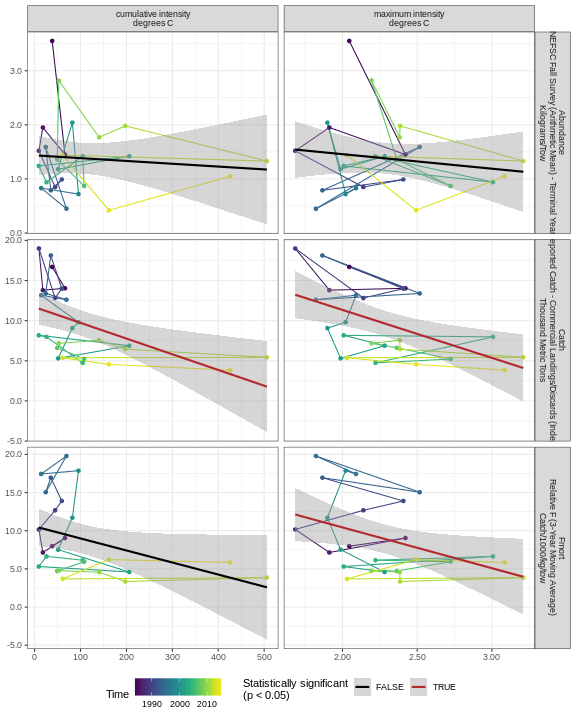 cumulative intensity
degrees C
maximum intensity
degrees C
3.0
2.0
1.0
0.0
Abundance
NEFSC Fall Survey (Arithmetic Mean) - Terminal Year
Kilograms/Tow
20.0
15.0
10.0
5.0
0.0
-5.0
Catch
eported Catch - Commercial Landings/Discards (Inde
Thousand Metric Tons
20.0
15.0
10.0
5.0
0.0
-5.0
Fmort
Relative F (3-Year Moving Average)
Catch/1000/kg/tow
0 100 200 300 400 500
2.00 2.50 3.00
Time
1990 2000 2010
Statistically significant
(p < 0.05)
FALSE TRUE